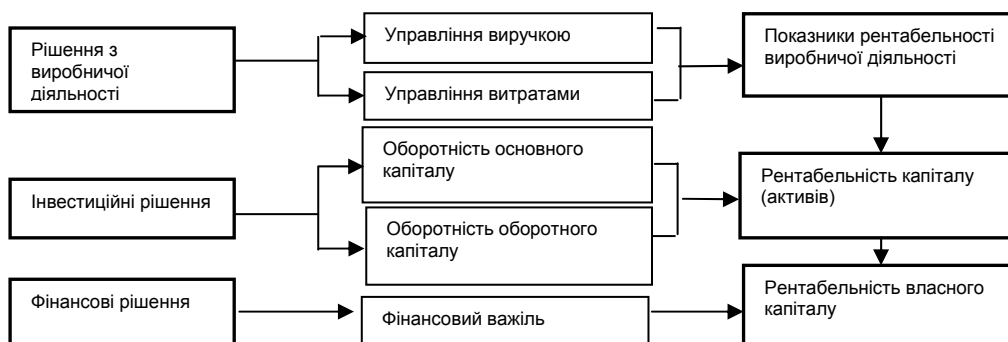 Рішення з
виробничої
діяльності
Управління виручкою
Управління витратами
Показники рентабельності
виробничої діяльності
Інвестиційні рішення
Оборотність основного
капіталу
Оборотність оборотного
капіталу
Рентабельність капіталу
(активів)
Фінансові рішення
Фінансовий важіль
Рентабельність власного
капіталу